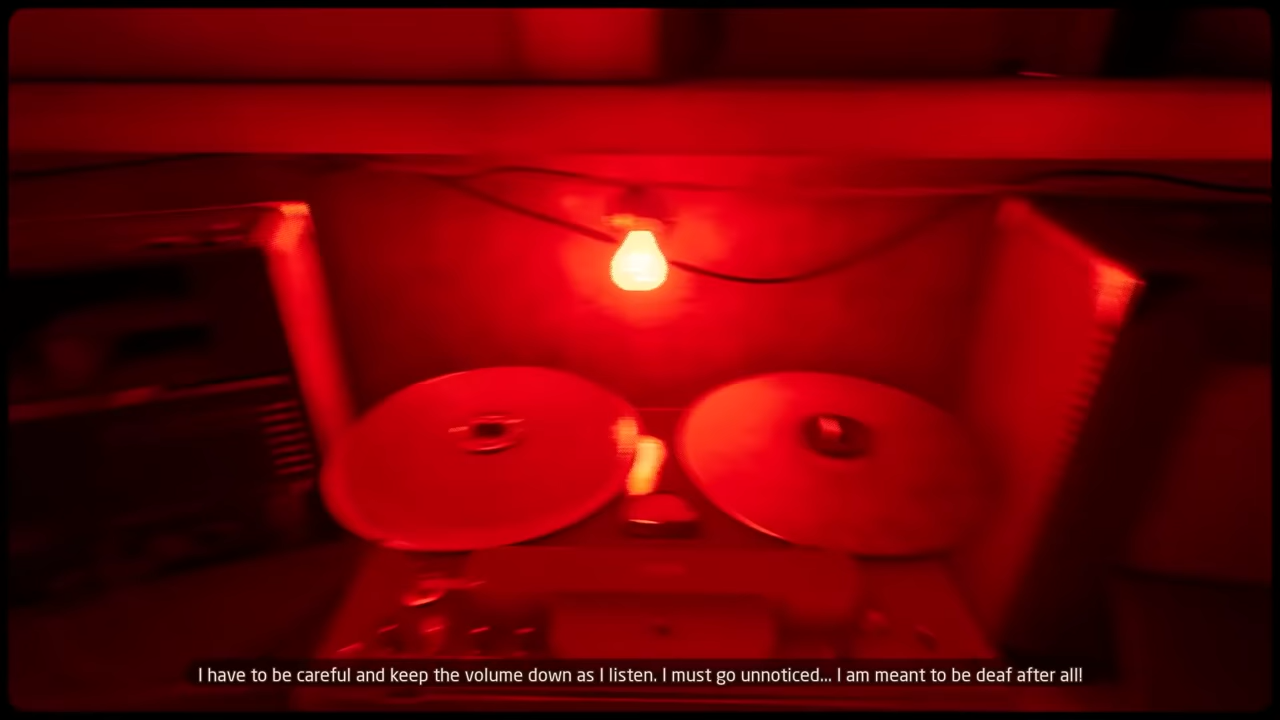 I have to be careful and keep the volume down as I listen. I must go unnoticed... I am meant to be deaf after all!